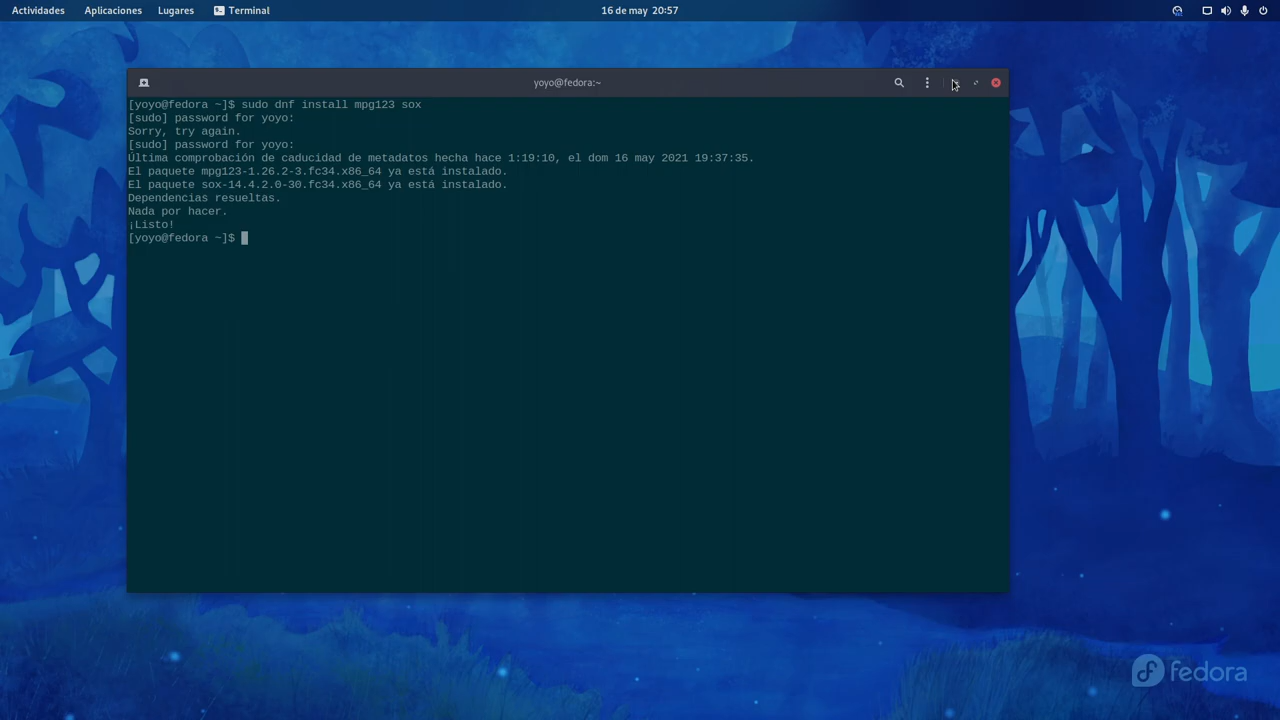 Actividades Aplicaciones Lugares Terminal 16 de may 20:57
yoyo@fedora:~
[yoyo@fedora ~]$ sudo dnf install mpg123 sox
[sudo] password for yoyo:
Sorry, try again.
[sudo] password for yoyo:
Última comprobación de caducidad de metadatos hecha hace 1:19:10, el dom 16 may 2021 19:37:35.
El paquete mpg123-1.26.2-3.fc34.x86_64 ya está instalado.
El paquete sox-14.4.2.0-30.fc34.x86_64 ya está instalado.
Dependencias resueltas.
Nada por hacer.
¡Listo!
[yoyo@fedora ~]$
fedora